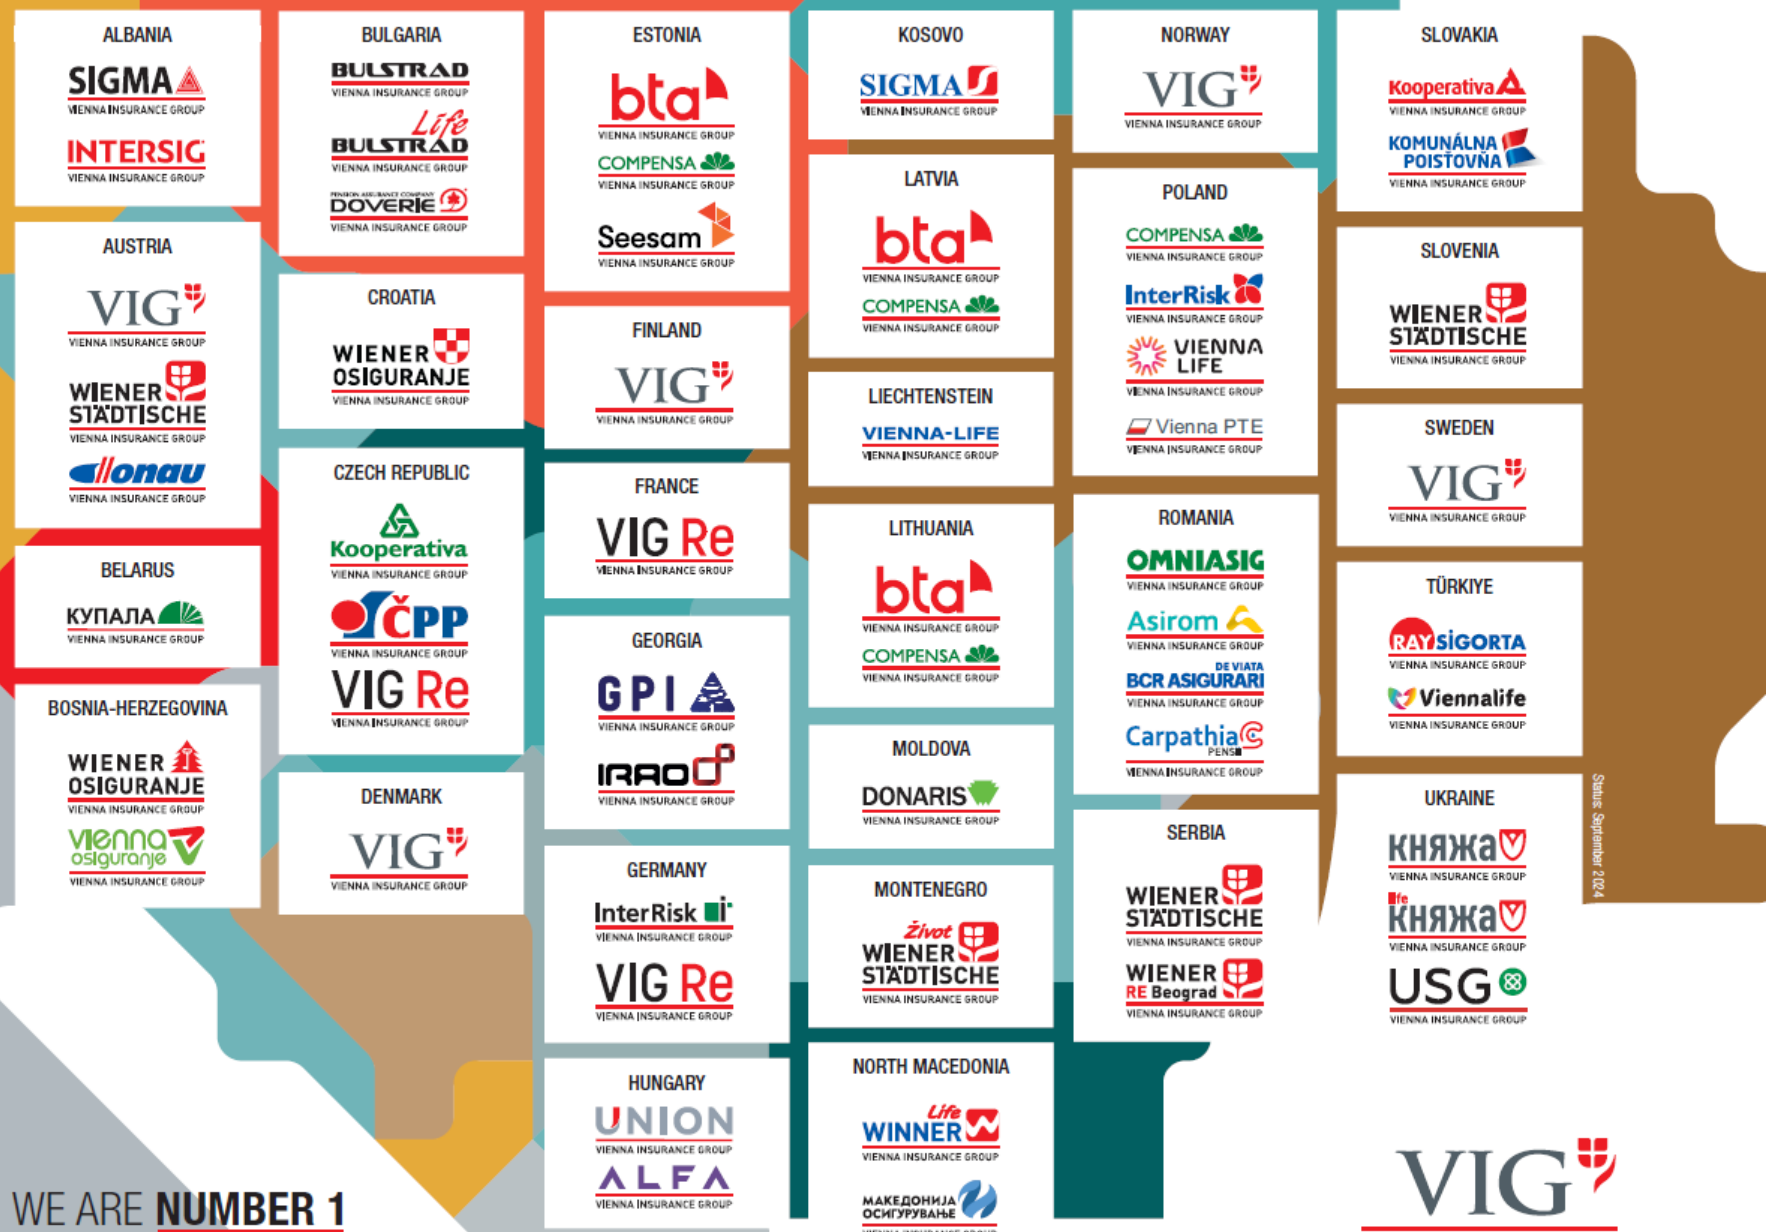 ALBANIA
SIGMA
VIENNA INSURANCE GROUP
INTERSIG
VIENNA INSURANCE GROUP
AUSTRIA
VIG
VIENNA INSURANCE GROUP
WIENER
STÄDTISCHE
VIENNA INSURANCE GROUP
donau
VIENNA INSURANCE GROUP
BELARUS
КУПАЛА
VIENNA INSURANCE GROUP
BOSNIA-HERZEGOVINA
WIENER
OSIGURANJE
VIENNA INSURANCE GROUP
vienna
osiguranje
VIENNA INSURANCE GROUP
WE ARE NUMBER 1
BULGARIA
BULSTRAD
VIENNA INSURANCE GROUP
Life
BULSTRAD
VIENNA INSURANCE GROUP
PENSION ASSURANCE COMPANY
DOVERIE
VIENNA INSURANCE GROUP
CROATIA
WIENER
OSIGURANJE
VIENNA INSURANCE GROUP
CZECH REPUBLIC
Kooperativa
VIENNA INSURANCE GROUP
ČPP
VIENNA INSURANCE GROUP
VIG Re
VIENNA INSURANCE GROUP
DENMARK
VIG
VIENNA INSURANCE GROUP
ESTONIA
bta
VIENNA INSURANCE GROUP
COMPENSA
VIENNA INSURANCE GROUP
Seesam
VIENNA INSURANCE GROUP
FINLAND
VIG
VIENNA INSURANCE GROUP
FRANCE
VIG Re
VIENNA INSURANCE GROUP
GEORGIA
GPI
VIENNA INSURANCE GROUP
IRAO
VIENNA INSURANCE GROUP
GERMANY
InterRisk
VIENNA INSURANCE GROUP
VIG Re
VIENNA INSURANCE GROUP
HUNGARY
UNION
VIENNA INSURANCE GROUP
ALFA
VIENNA INSURANCE GROUP
KOSOVO
SIGMA
VIENNA INSURANCE GROUP
LATVIA
bta
VIENNA INSURANCE GROUP
COMPENSA
VIENNA INSURANCE GROUP
LIECHTENSTEIN
VIENNA-LIFE
VIENNA INSURANCE GROUP
LITHUANIA
bta
VIENNA INSURANCE GROUP
COMPENSA
VIENNA INSURANCE GROUP
MOLDOVA
DONARIS
VIENNA INSURANCE GROUP
MONTENEGRO
Život
WIENER
STÄDTISCHE
VIENNA INSURANCE GROUP
NORTH MACEDONIA
Life
WINNER
VIENNA INSURANCE GROUP
МАКЕДОНИЈА
ОСИГУРУВАЊЕ
VIENNA INSURANCE GROUP
NORWAY
VIG
VIENNA INSURANCE GROUP
POLAND
COMPENSA
VIENNA INSURANCE GROUP
InterRisk
VIENNA INSURANCE GROUP
VIENNA
LIFE
VIENNA INSURANCE GROUP
Vienna PTE
VIENNA INSURANCE GROUP
ROMANIA
OMNIASIG
VIENNA INSURANCE GROUP
Asirom
VIENNA INSURANCE GROUP
DE VIATA
BCR ASIGURARI
VIENNA INSURANCE GROUP
Carpathia
PENSII
VIENNA INSURANCE GROUP
SERBIA
WIENER
STÄDTISCHE
VIENNA INSURANCE GROUP
WIENER
RE Beograd
VIENNA INSURANCE GROUP
SLOVAKIA
Kooperativa
VIENNA INSURANCE GROUP
KOMUNÁLNA
POISŤOVŇA
VIENNA INSURANCE GROUP
SLOVENIA
WIENER
STÄDTISCHE
VIENNA INSURANCE GROUP
SWEDEN
VIG
VIENNA INSURANCE GROUP
TÜRKIYE
RAY SİGORTA
VIENNA INSURANCE GROUP
Viennalife
VIENNA INSURANCE GROUP
UKRAINE
КНЯЖА
VIENNA INSURANCE GROUP
life
КНЯЖА
VIENNA INSURANCE GROUP
USG
VIENNA INSURANCE GROUP
Status: September 2024
VIG